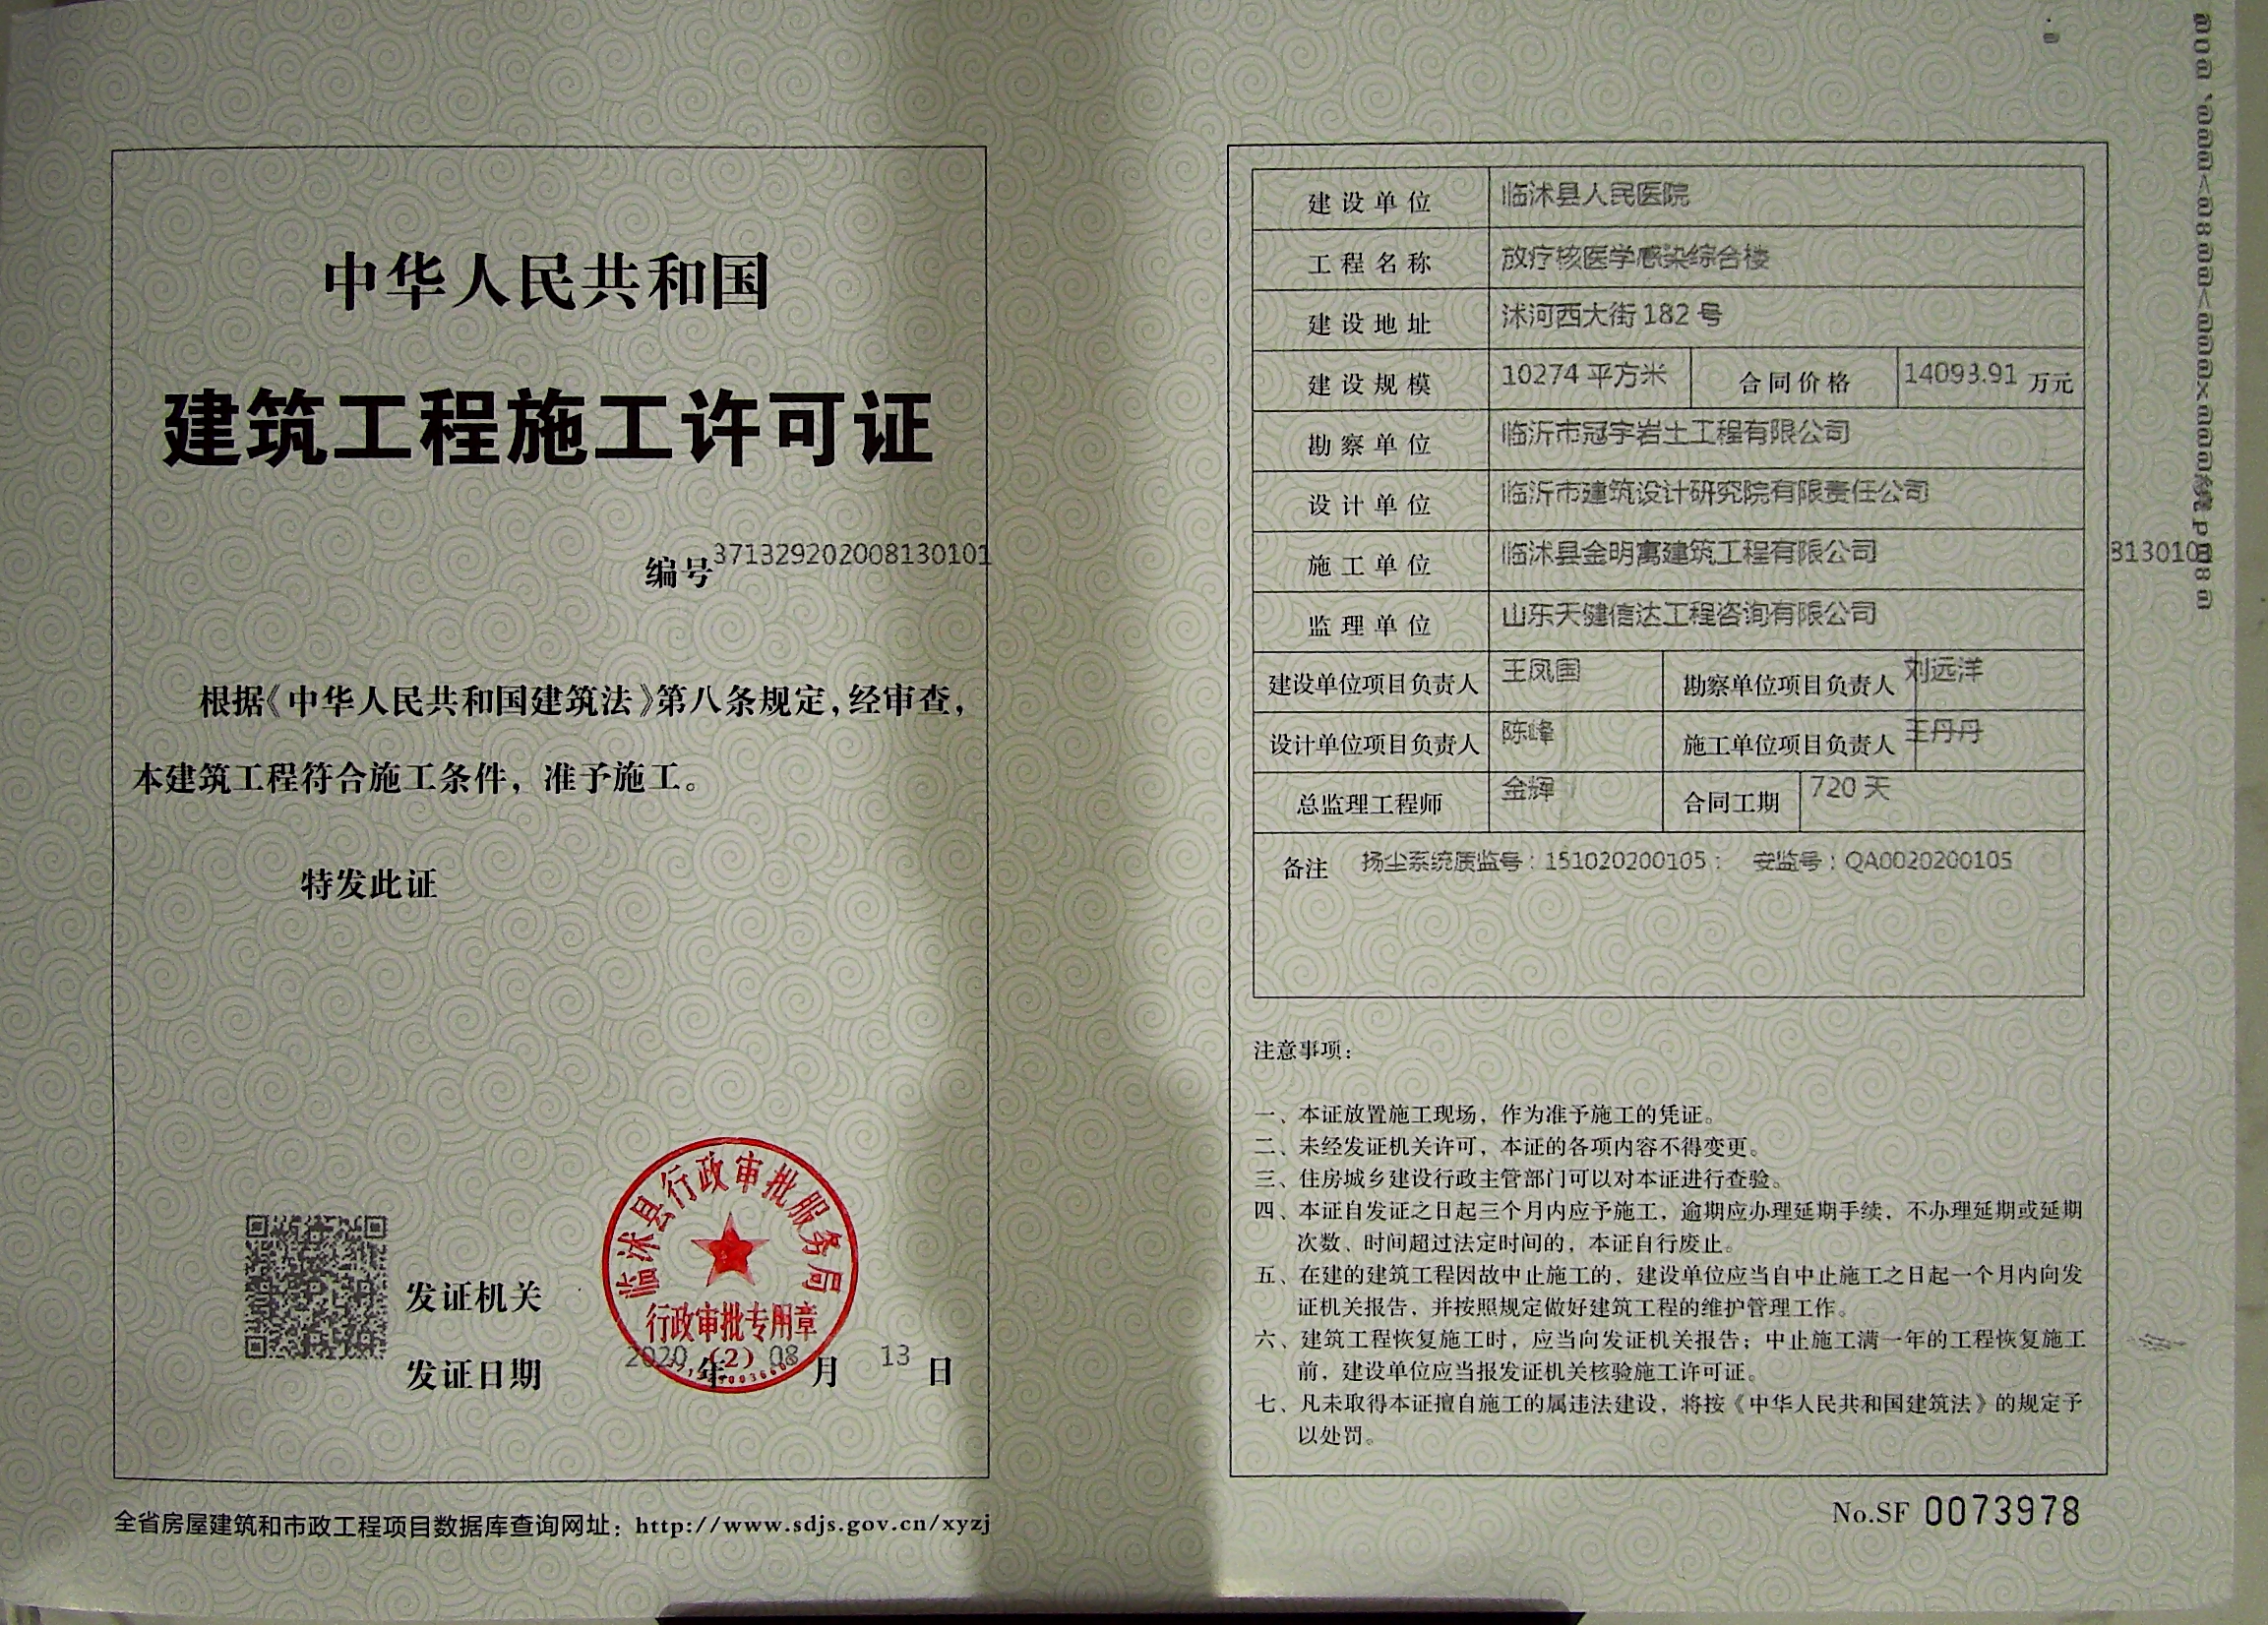 中华人民共和国
建筑工程施工许可证
编号371329202008130101
根据《中华人民共和国建筑法》第八条规定，经审查，
本建筑工程符合施工条件，准予施工。
特发此证
临沭县行政审批服务局
行政审批专用章
(2)
发证机关
发证日期 2020 年 08 月 13 日
全省房屋建筑和市政工程项目数据库查询网址：http://www.sdjs.gov.cn/xyzj
建设单位 临沭县人民医院
工程名称 放疗核医学感染综合楼
建设地址 沭河西大街182号
建设规模 10274平方米 合同价格 14093.91 万元
勘察单位 临沂市冠宇岩土工程有限公司
设计单位 临沂市建筑设计研究院有限责任公司
施工单位 临沭县金明寓建筑工程有限公司
监理单位 山东天健信达工程咨询有限公司
建设单位项目负责人 王凤国 勘察单位项目负责人 刘远洋
设计单位项目负责人 陈峰 施工单位项目负责人 王丹丹
总监理工程师 金辉 合同工期 720天
备注 扬尘系统质监号：151020200105； 安监号：QA0020200105
注意事项：
一、本证放置施工现场，作为准予施工的凭证。
二、未经发证机关许可，本证的各项内容不得变更。
三、住房城乡建设行政主管部门可以对本证进行查验。
四、本证自发证之日起三个月内应予施工，逾期应办理延期手续，不办理延期或延期
次数、时间超过法定时间的，本证自行废止。
五、在建的建筑工程因故中止施工的，建设单位应当自中止施工之日起一个月内向发
证机关报告，并按照规定做好建筑工程的维护管理工作。
六、建筑工程恢复施工时，应当向发证机关报告；中止施工满一年的工程恢复施工
前，建设单位应当报发证机关核验施工许可证。
七、凡未取得本证擅自施工的属违法建设，将按《中华人民共和国建筑法》的规定予
以处罚。
No.SF 0073978